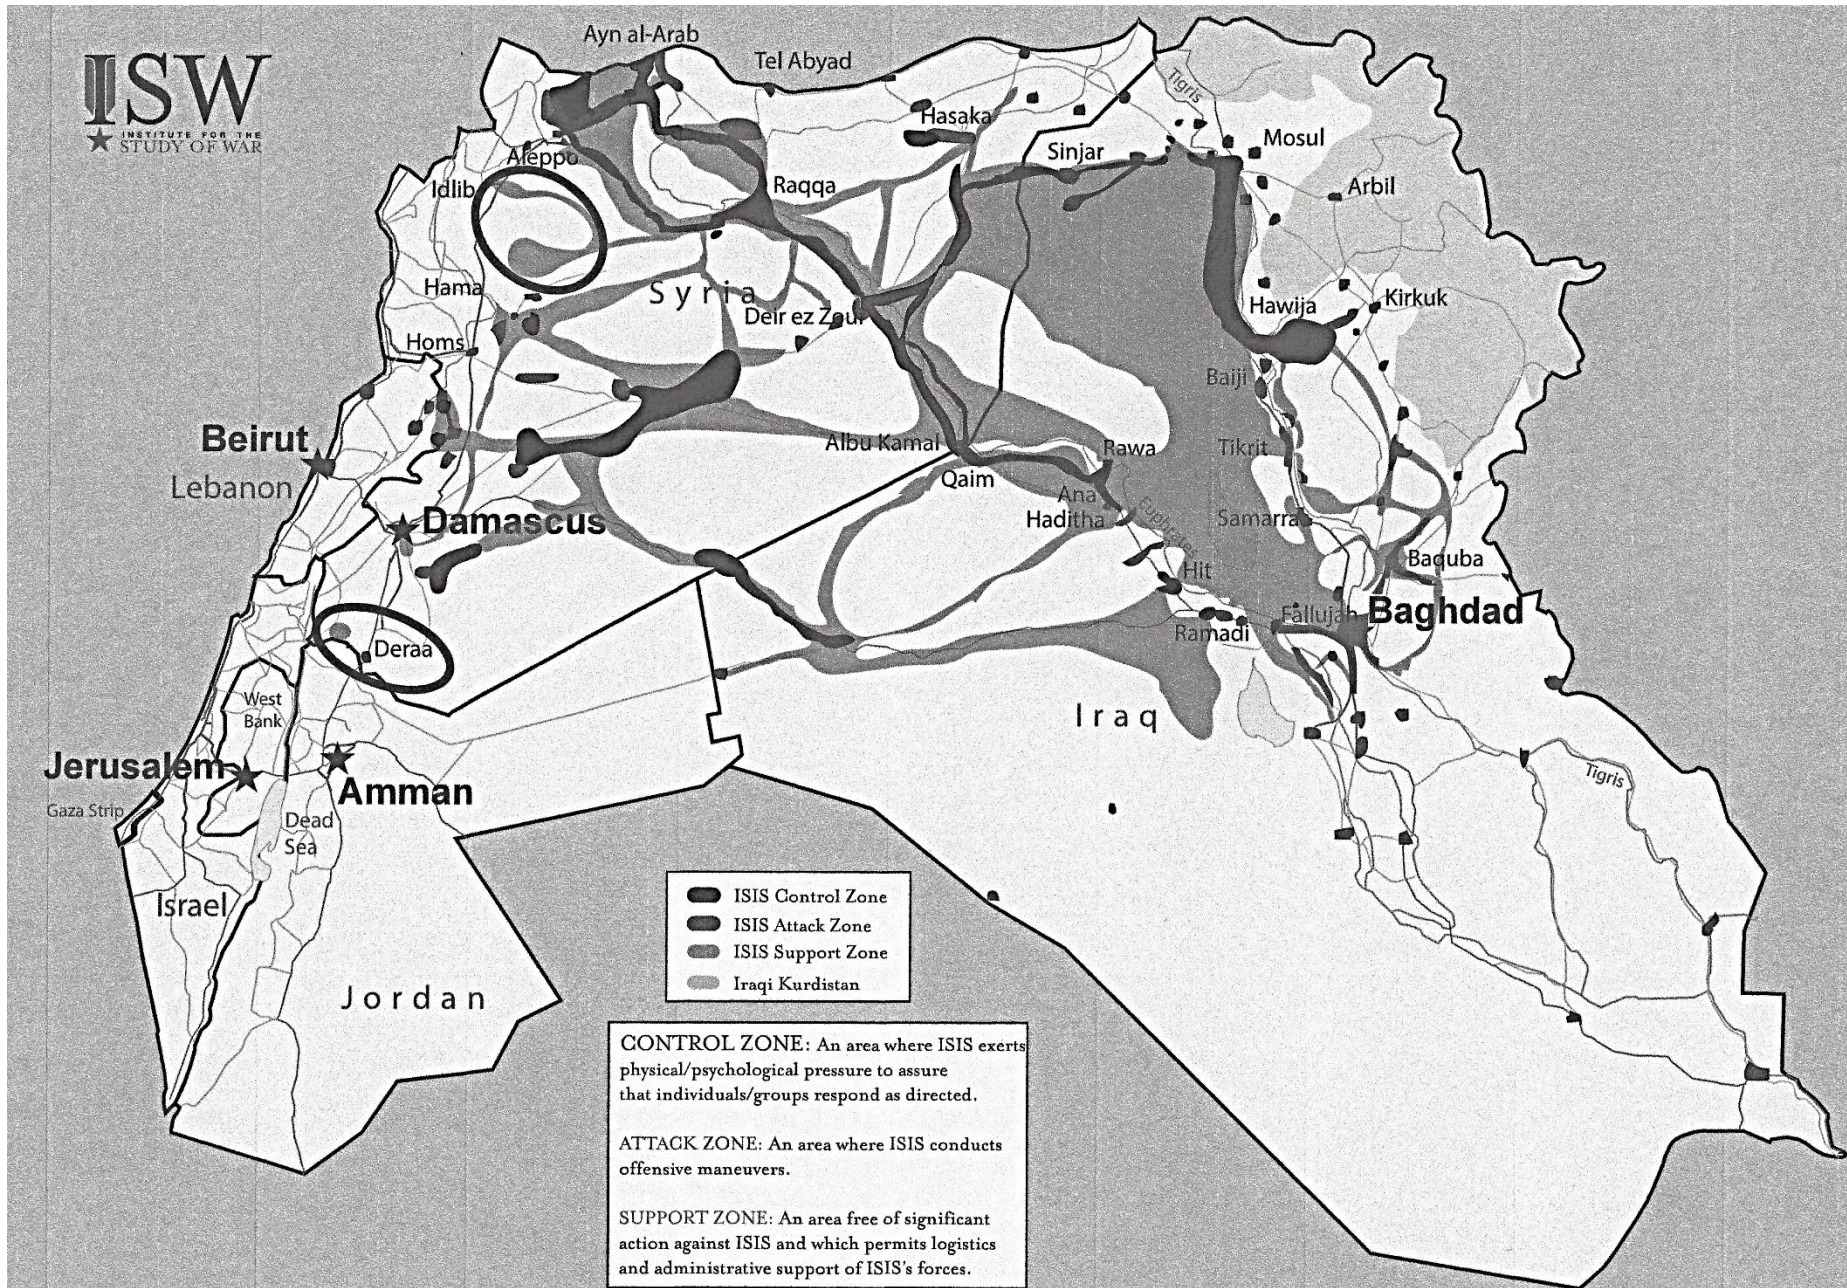 ISW
INSTITUTE FOR THE
STUDY OF WAR
Ayn al-Arab
Tel Abyad
Tigris
Hasaka
Mosul
Aleppo
Sinjar
Idlib
Raqqa
Arbil
Hama
Syria
Deir ez Zour
Hawija
Kirkuk
Homs
Baiji
Beirut
Lebanon
Albu Kamal
Rawa
Tikrit
Qaim
Ana
Damascus
Haditha
Euphrates
Samarra
Hit
Baquba
Fallujah
Baghdad
Ramadi
Deraa
West
Bank
Iraq
Jerusalem
Amman
Tigris
Gaza Strip
Dead
Sea
Israel
Jordan
ISIS Control Zone
ISIS Attack Zone
ISIS Support Zone
Iraqi Kurdistan
CONTROL ZONE: An area where ISIS exerts
physical/psychological pressure to assure
that individuals/groups respond as directed.
ATTACK ZONE: An area where ISIS conducts
offensive maneuvers.
SUPPORT ZONE: An area free of significant
action against ISIS and which permits logistics
and administrative support of ISIS's forces.